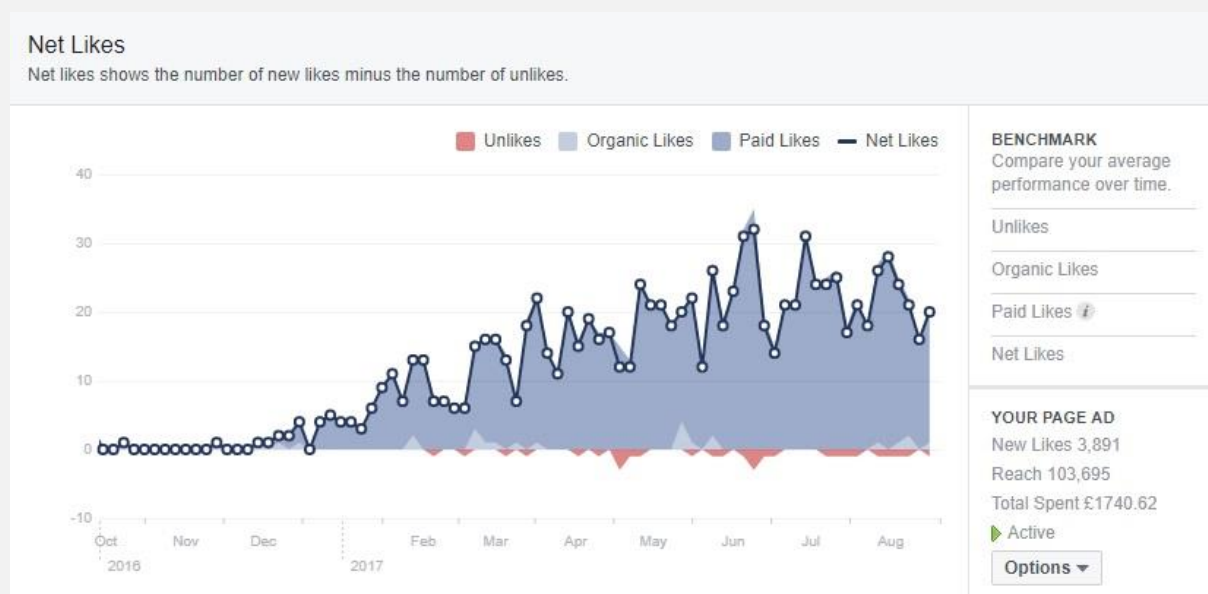 Net Likes
Net likes shows the number of new likes minus the number of unlikes.
Unlikes Organic Likes Paid Likes Net Likes
40
30
20
10
0
-10
Oct Nov Dec Feb Mar Apr May Jun Jul Aug
2016 2017
BENCHMARK
Compare your average
performance over time.
Unlikes
Organic Likes
Paid Likes i
Net Likes
YOUR PAGE AD
New Likes 3,891
Reach 103,695
Total Spent £1740.62
Active
Options